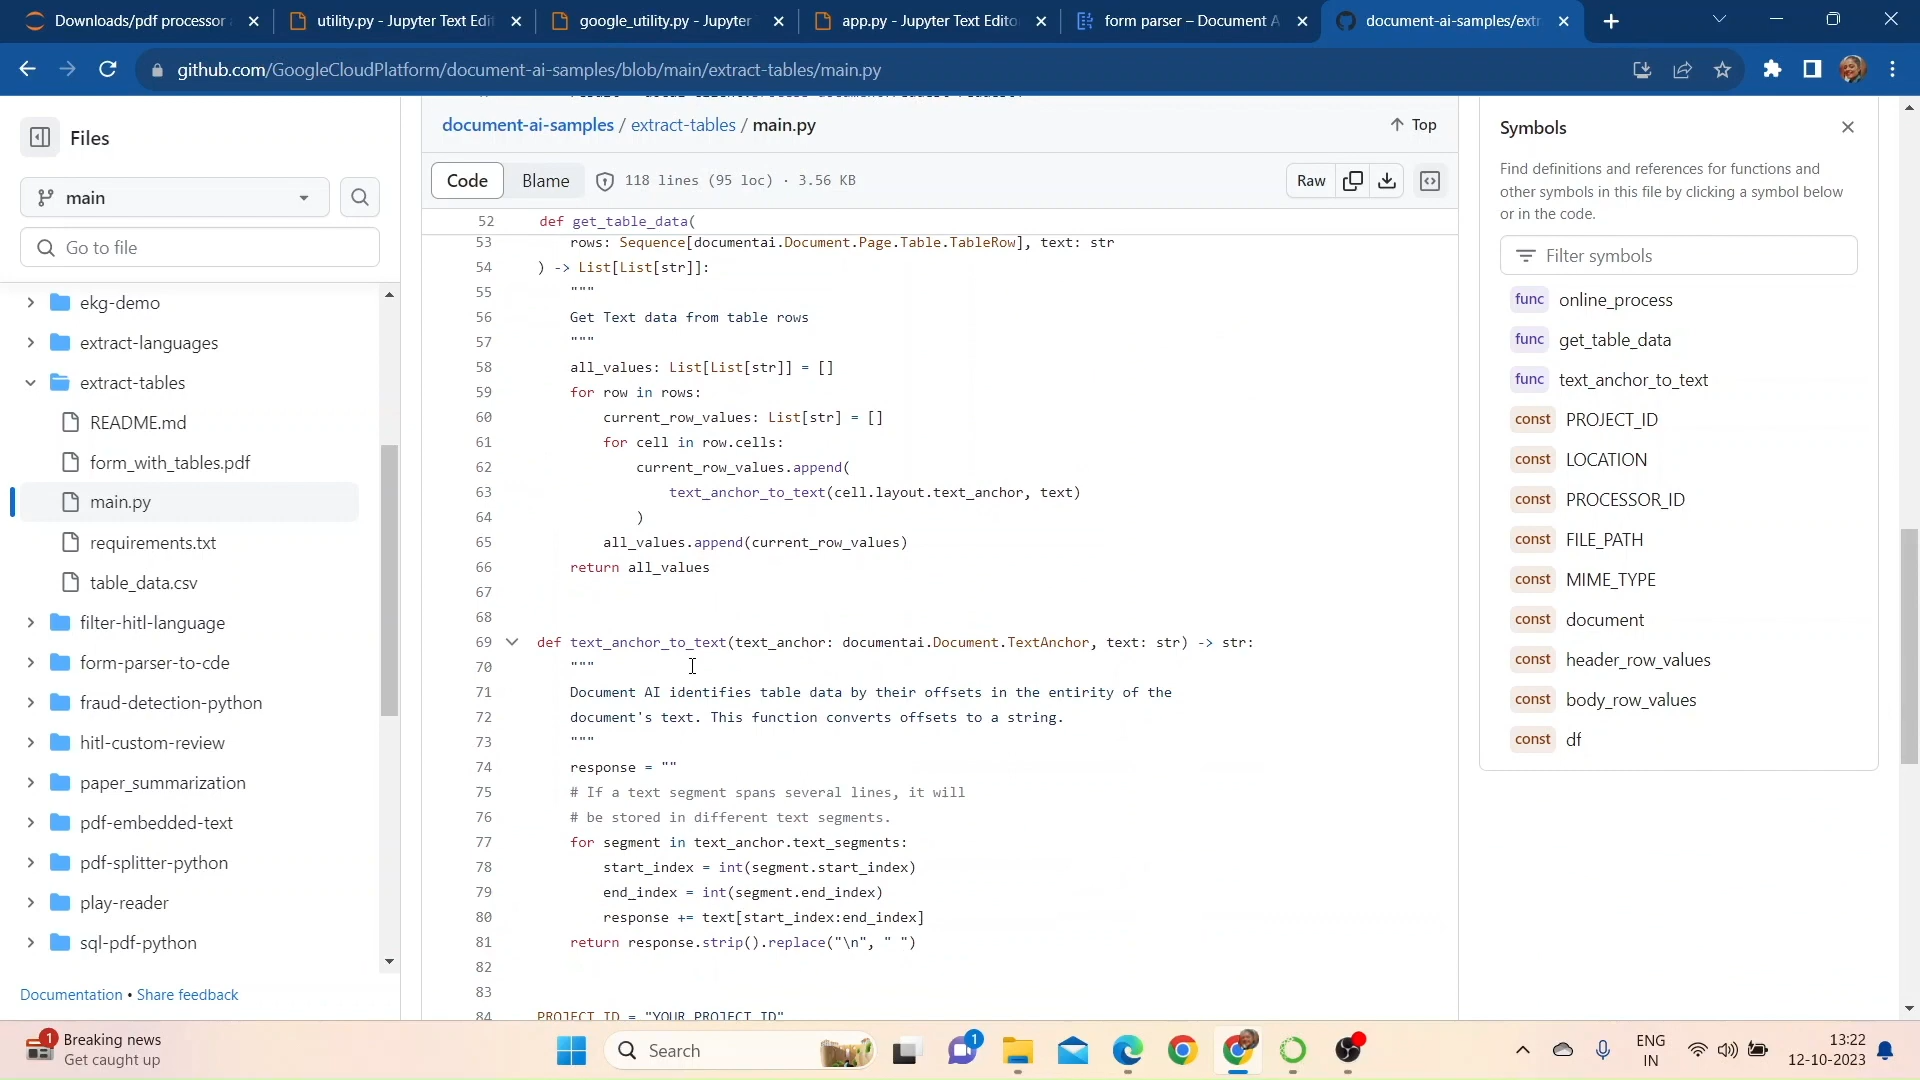 Downloads/pdf processor
utility.py - Jupyter Text Edit
google_utility.py - Jupyter
app.py - Jupyter Text Edito
form parser – Document A
document-ai-samples/extr
github.com/GoogleCloudPlatform/document-ai-samples/blob/main/extract-tables/main.py
Files
main
Go to file
ekg-demo
extract-languages
extract-tables
README.md
form_with_tables.pdf
main.py
requirements.txt
table_data.csv
filter-hitl-language
form-parser-to-cde
fraud-detection-python
hitl-custom-review
paper_summarization
pdf-embedded-text
pdf-splitter-python
play-reader
sql-pdf-python
Documentation • Share feedback
document-ai-samples / extract-tables / main.py
Top
Code Blame 118 lines (95 loc) · 3.56 KB
Raw
52 def get_table_data(
53 rows: Sequence[documentai.Document.Page.Table.TableRow], text: str
54 ) -> List[List[str]]:
55 """
56 Get Text data from table rows
57 """
58 all_values: List[List[str]] = []
59 for row in rows:
60 current_row_values: List[str] = []
61 for cell in row.cells:
62 current_row_values.append(
63 text_anchor_to_text(cell.layout.text_anchor, text)
64 )
65 all_values.append(current_row_values)
66 return all_values
67
68
69 def text_anchor_to_text(text_anchor: documentai.Document.TextAnchor, text: str) -> str:
70 """
71 Document AI identifies table data by their offsets in the entirity of the
72 document's text. This function converts offsets to a string.
73 """
74 response = ""
75 # If a text segment spans several lines, it will
76 # be stored in different text segments.
77 for segment in text_anchor.text_segments:
78 start_index = int(segment.start_index)
79 end_index = int(segment.end_index)
80 response += text[start_index:end_index]
81 return response.strip().replace("\n", " ")
82
83
84 PROJECT_ID = "YOUR_PROJECT_ID"
Symbols
Find definitions and references for functions and
other symbols in this file by clicking a symbol below
or in the code.
Filter symbols
func online_process
func get_table_data
func text_anchor_to_text
const PROJECT_ID
const LOCATION
const PROCESSOR_ID
const FILE_PATH
const MIME_TYPE
const document
const header_row_values
const body_row_values
const df
1
Breaking news
Get caught up
Search
1
ENG
IN
13:22
12-10-2023